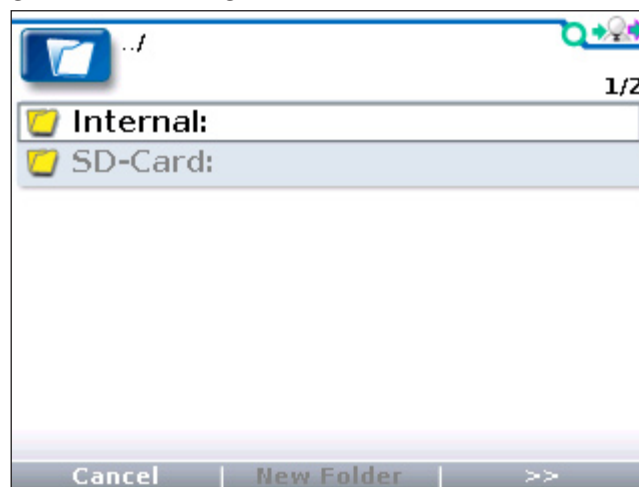 ../
1/2
Internal:
SD-Card:
Cancel | New Folder | >>